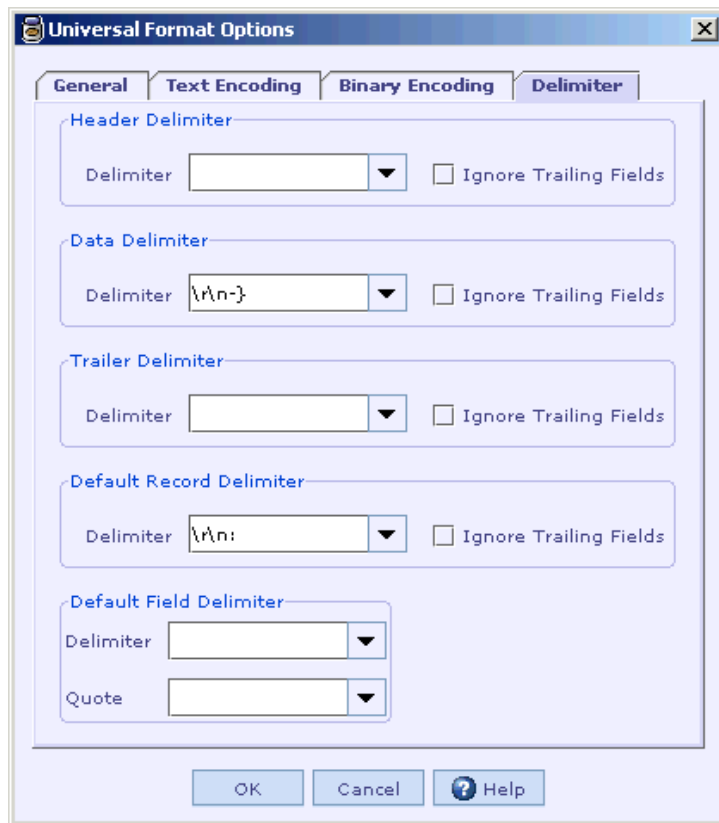 Universal Format Options
General Text Encoding Binary Encoding Delimiter
Header Delimiter
Delimiter Ignore Trailing Fields
Data Delimiter
Delimiter \r\n-} Ignore Trailing Fields
Trailer Delimiter
Delimiter Ignore Trailing Fields
Default Record Delimiter
Delimiter \r\n: Ignore Trailing Fields
Default Field Delimiter
Delimiter
Quote
OK Cancel Help